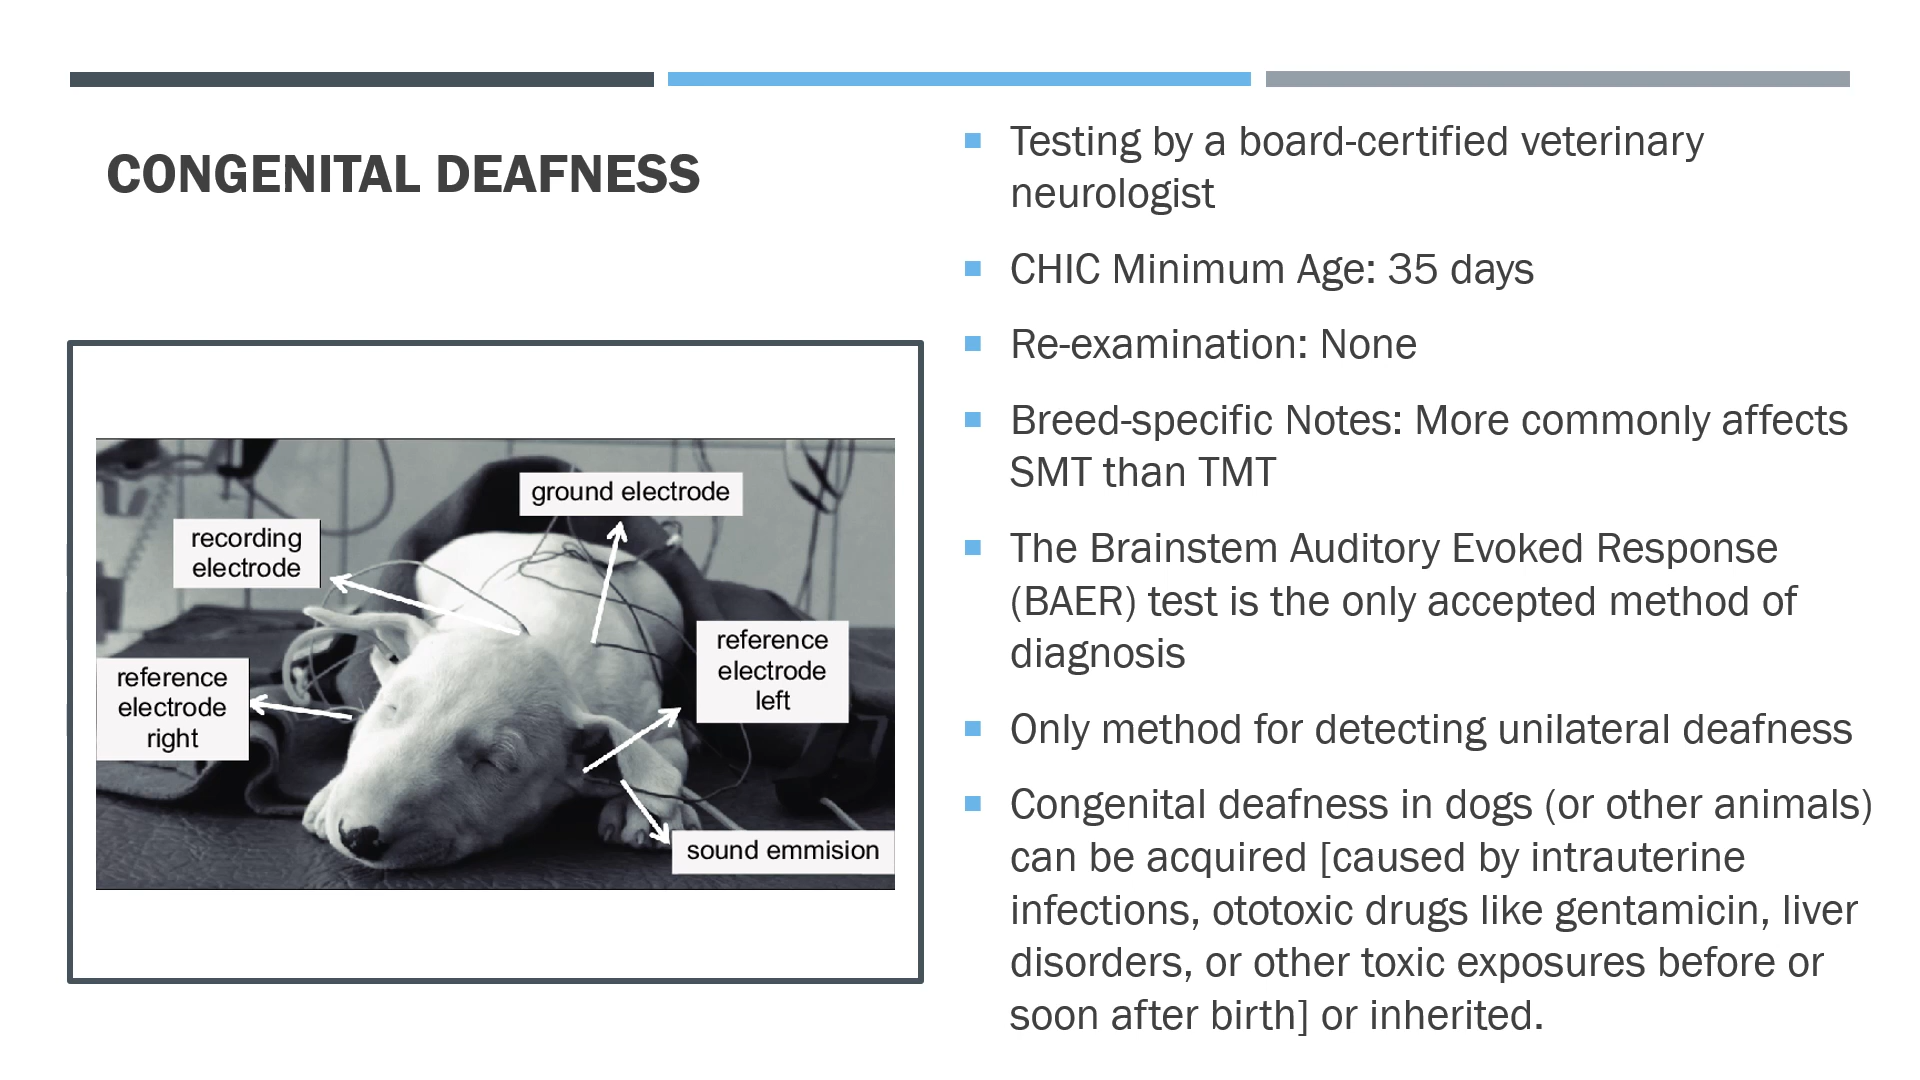 CONGENITAL DEAFNESS
ground electrode
recording
electrode
reference
electrode
left
reference
electrode
right
sound emmision
Testing by a board-certified veterinary
neurologist
CHIC Minimum Age: 35 days
Re-examination: None
Breed-specific Notes: More commonly affects
SMT than TMT
The Brainstem Auditory Evoked Response
(BAER) test is the only accepted method of
diagnosis
Only method for detecting unilateral deafness
Congenital deafness in dogs (or other animals)
can be acquired [caused by intrauterine
infections, ototoxic drugs like gentamicin, liver
disorders, or other toxic exposures before or
soon after birth] or inherited.